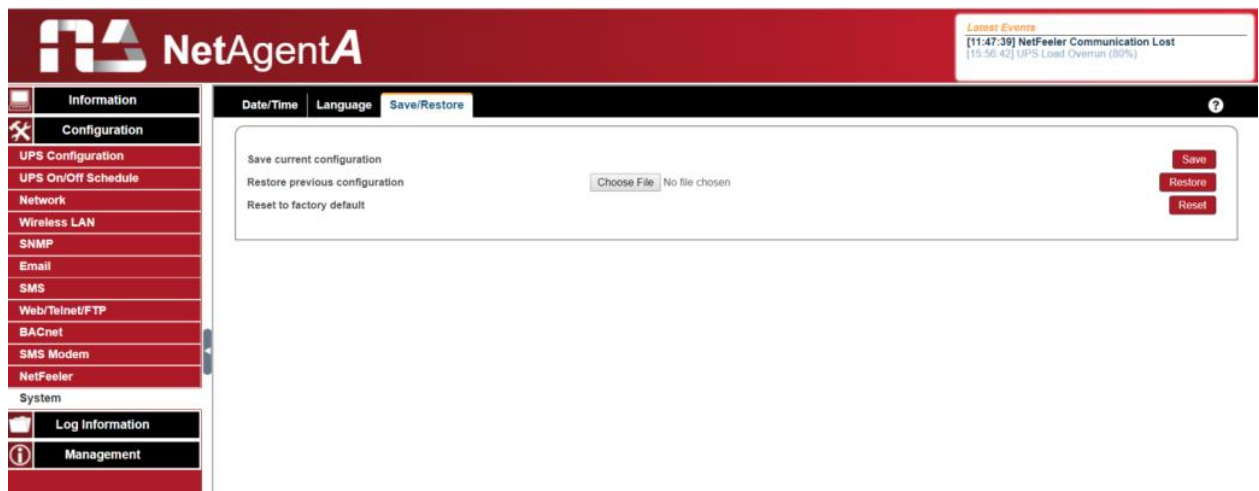 NetAgentA
Latest Events
[11:47:39] NetFeeler Communication Lost
[15:56:42] UPS Load Overrun (80%)
Information
Configuration
UPS Configuration
UPS On/Off Schedule
Network
Wireless LAN
SNMP
Email
SMS
Web/Telnet/FTP
BACnet
SMS Modem
NetFeeler
System
Log Information
Management
Date/Time Language Save/Restore ?
Save current configuration Save
Restore previous configuration Choose File No file chosen Restore
Reset to factory default Reset